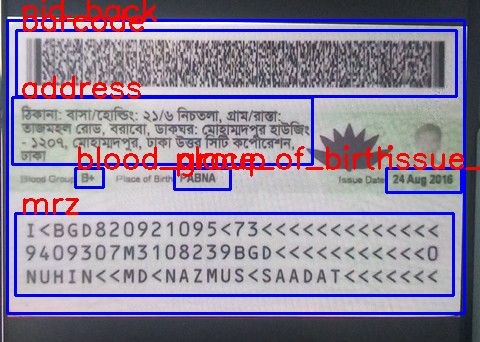 nid_back
barcode
address
ঠিকানা: বাসা/হোল্ডিং: ২১/৬ নিচতলা, গ্রাম/রাস্তা:
তাজমহল রোড, বরাবো, ডাকঘর: মোহাম্মদপুর হাউজিং
- ১২০৭, মোহাম্মদপুর, ঢাকা উত্তর সিটি কর্পোরেশন,
ঢাকা
blood_group place_of_birth issue_
Blood Group B+ Place of Birth PABNA Issue Date 24 Aug 2016
mrz
I<BGD820921095<73<<<<<<<<<<<<<
9409307M3108239BGD<<<<<<<<<<<0
NUHIN<<MD<NAZMUS<SAADAT<<<<<<<